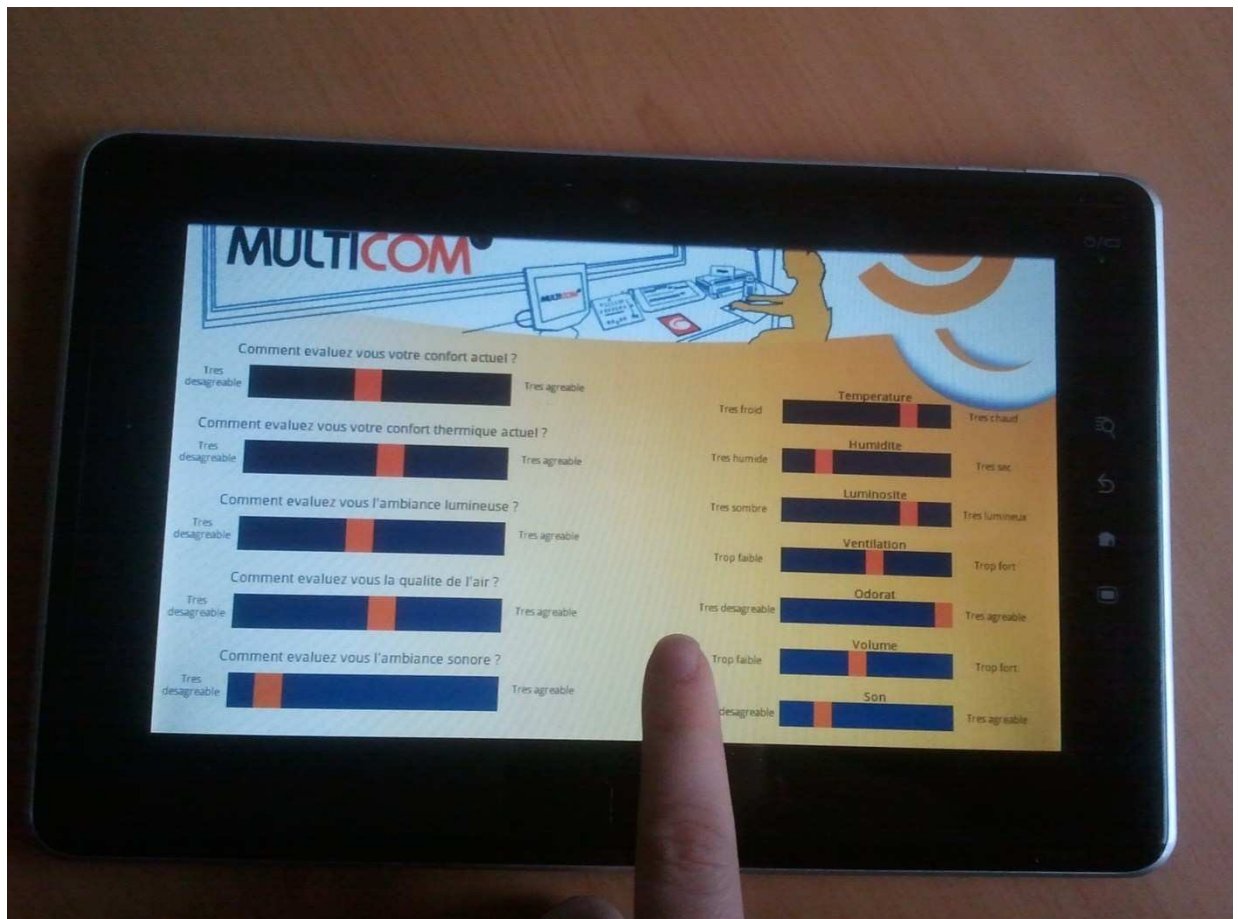 MULTICOM
MULTICOM
Comment evaluez vous votre confort actuel ?
Tres
desagreable
Tres agreable
Comment evaluez vous votre confort thermique actuel ?
Tres
desagreable
Tres agreable
Comment evaluez vous l'ambiance lumineuse ?
Tres
desagreable
Tres agreable
Comment evaluez vous la qualite de l'air ?
Tres
desagreable
Tres agreable
Comment evaluez vous l'ambiance sonore ?
Tres
desagreable
Tres agreable
Temperature
Tres froid
Tres chaud
Humidite
Tres humide
Tres sec
Luminosite
Tres sombre
Tres lumineux
Ventilation
Trop faible
Trop fort
Odorat
Tres desagreable
Tres agreable
Volume
Trop faible
Trop fort
Son
desagreable
Tres agreable